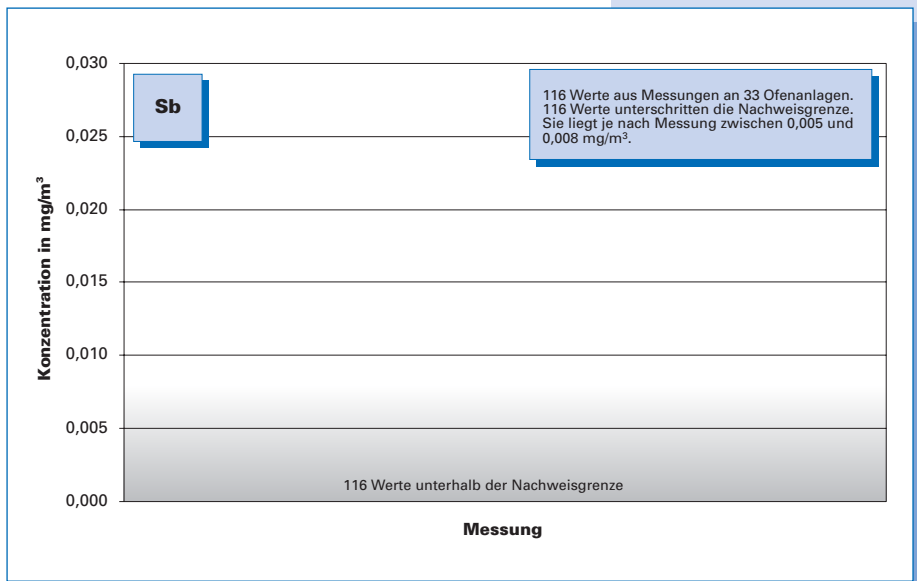 0,030
Sb
116 Werte aus Messungen an 33 Ofenanlagen.
116 Werte unterschritten die Nachweisgrenze.
Sie liegt je nach Messung zwischen 0,005 und
0,008 mg/m³.
0,025
0,020
0,015
0,010
0,005
0,000
Konzentration in mg/m³
116 Werte unterhalb der Nachweisgrenze
Messung